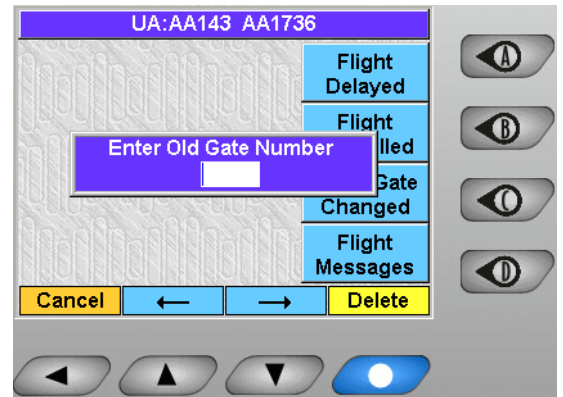 UA:AA143 AA1736
Flight
Delayed
Flight
lled
Enter Old Gate Number
Gate
Changed
Flight
Messages
Cancel
←
→
Delete
A
B
C
D